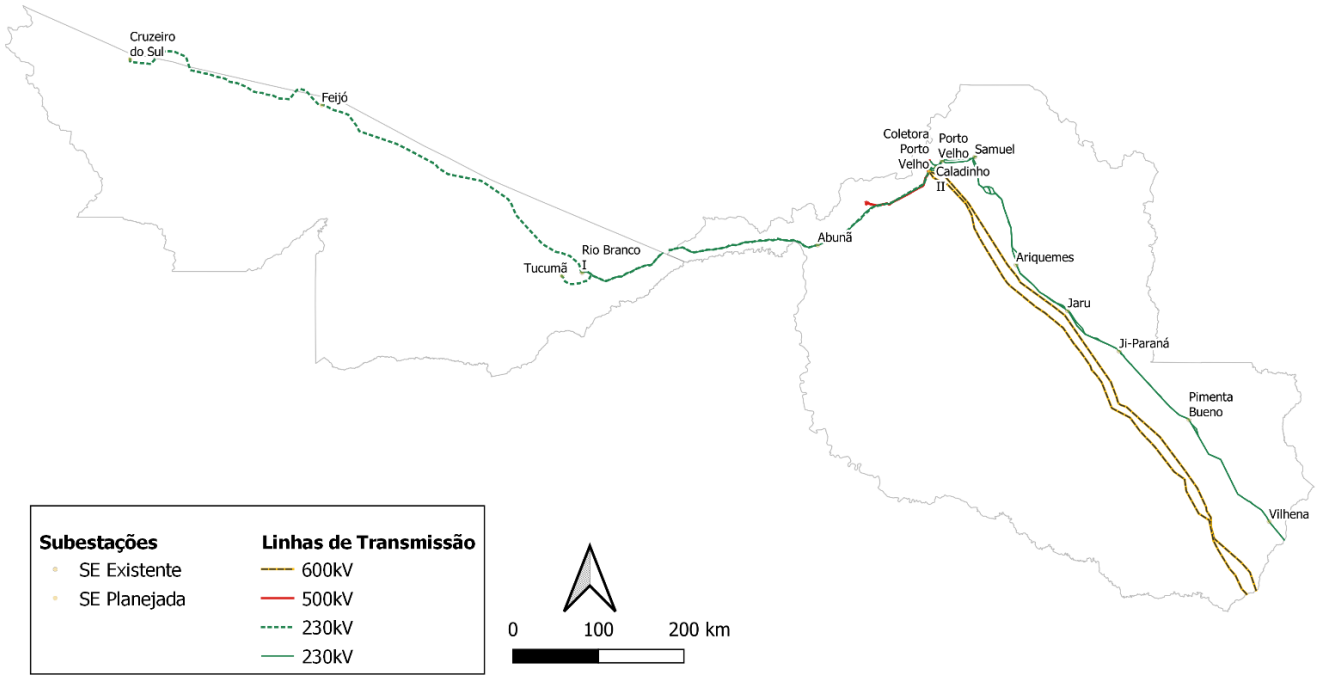 Cruzeiro
do Sul
Feijó
Coletora
Porto
Velho
Porto
Velho
Samuel
Caladinho
II
Abunã
Rio Branco
I
Tucumã
Ariquemes
Jaru
Ji-Paraná
Pimenta
Bueno
Vilhena
Subestações
SE Existente
SE Planejada
Linhas de Transmissão
600kV
500kV
230kV
230kV
0 100 200 km